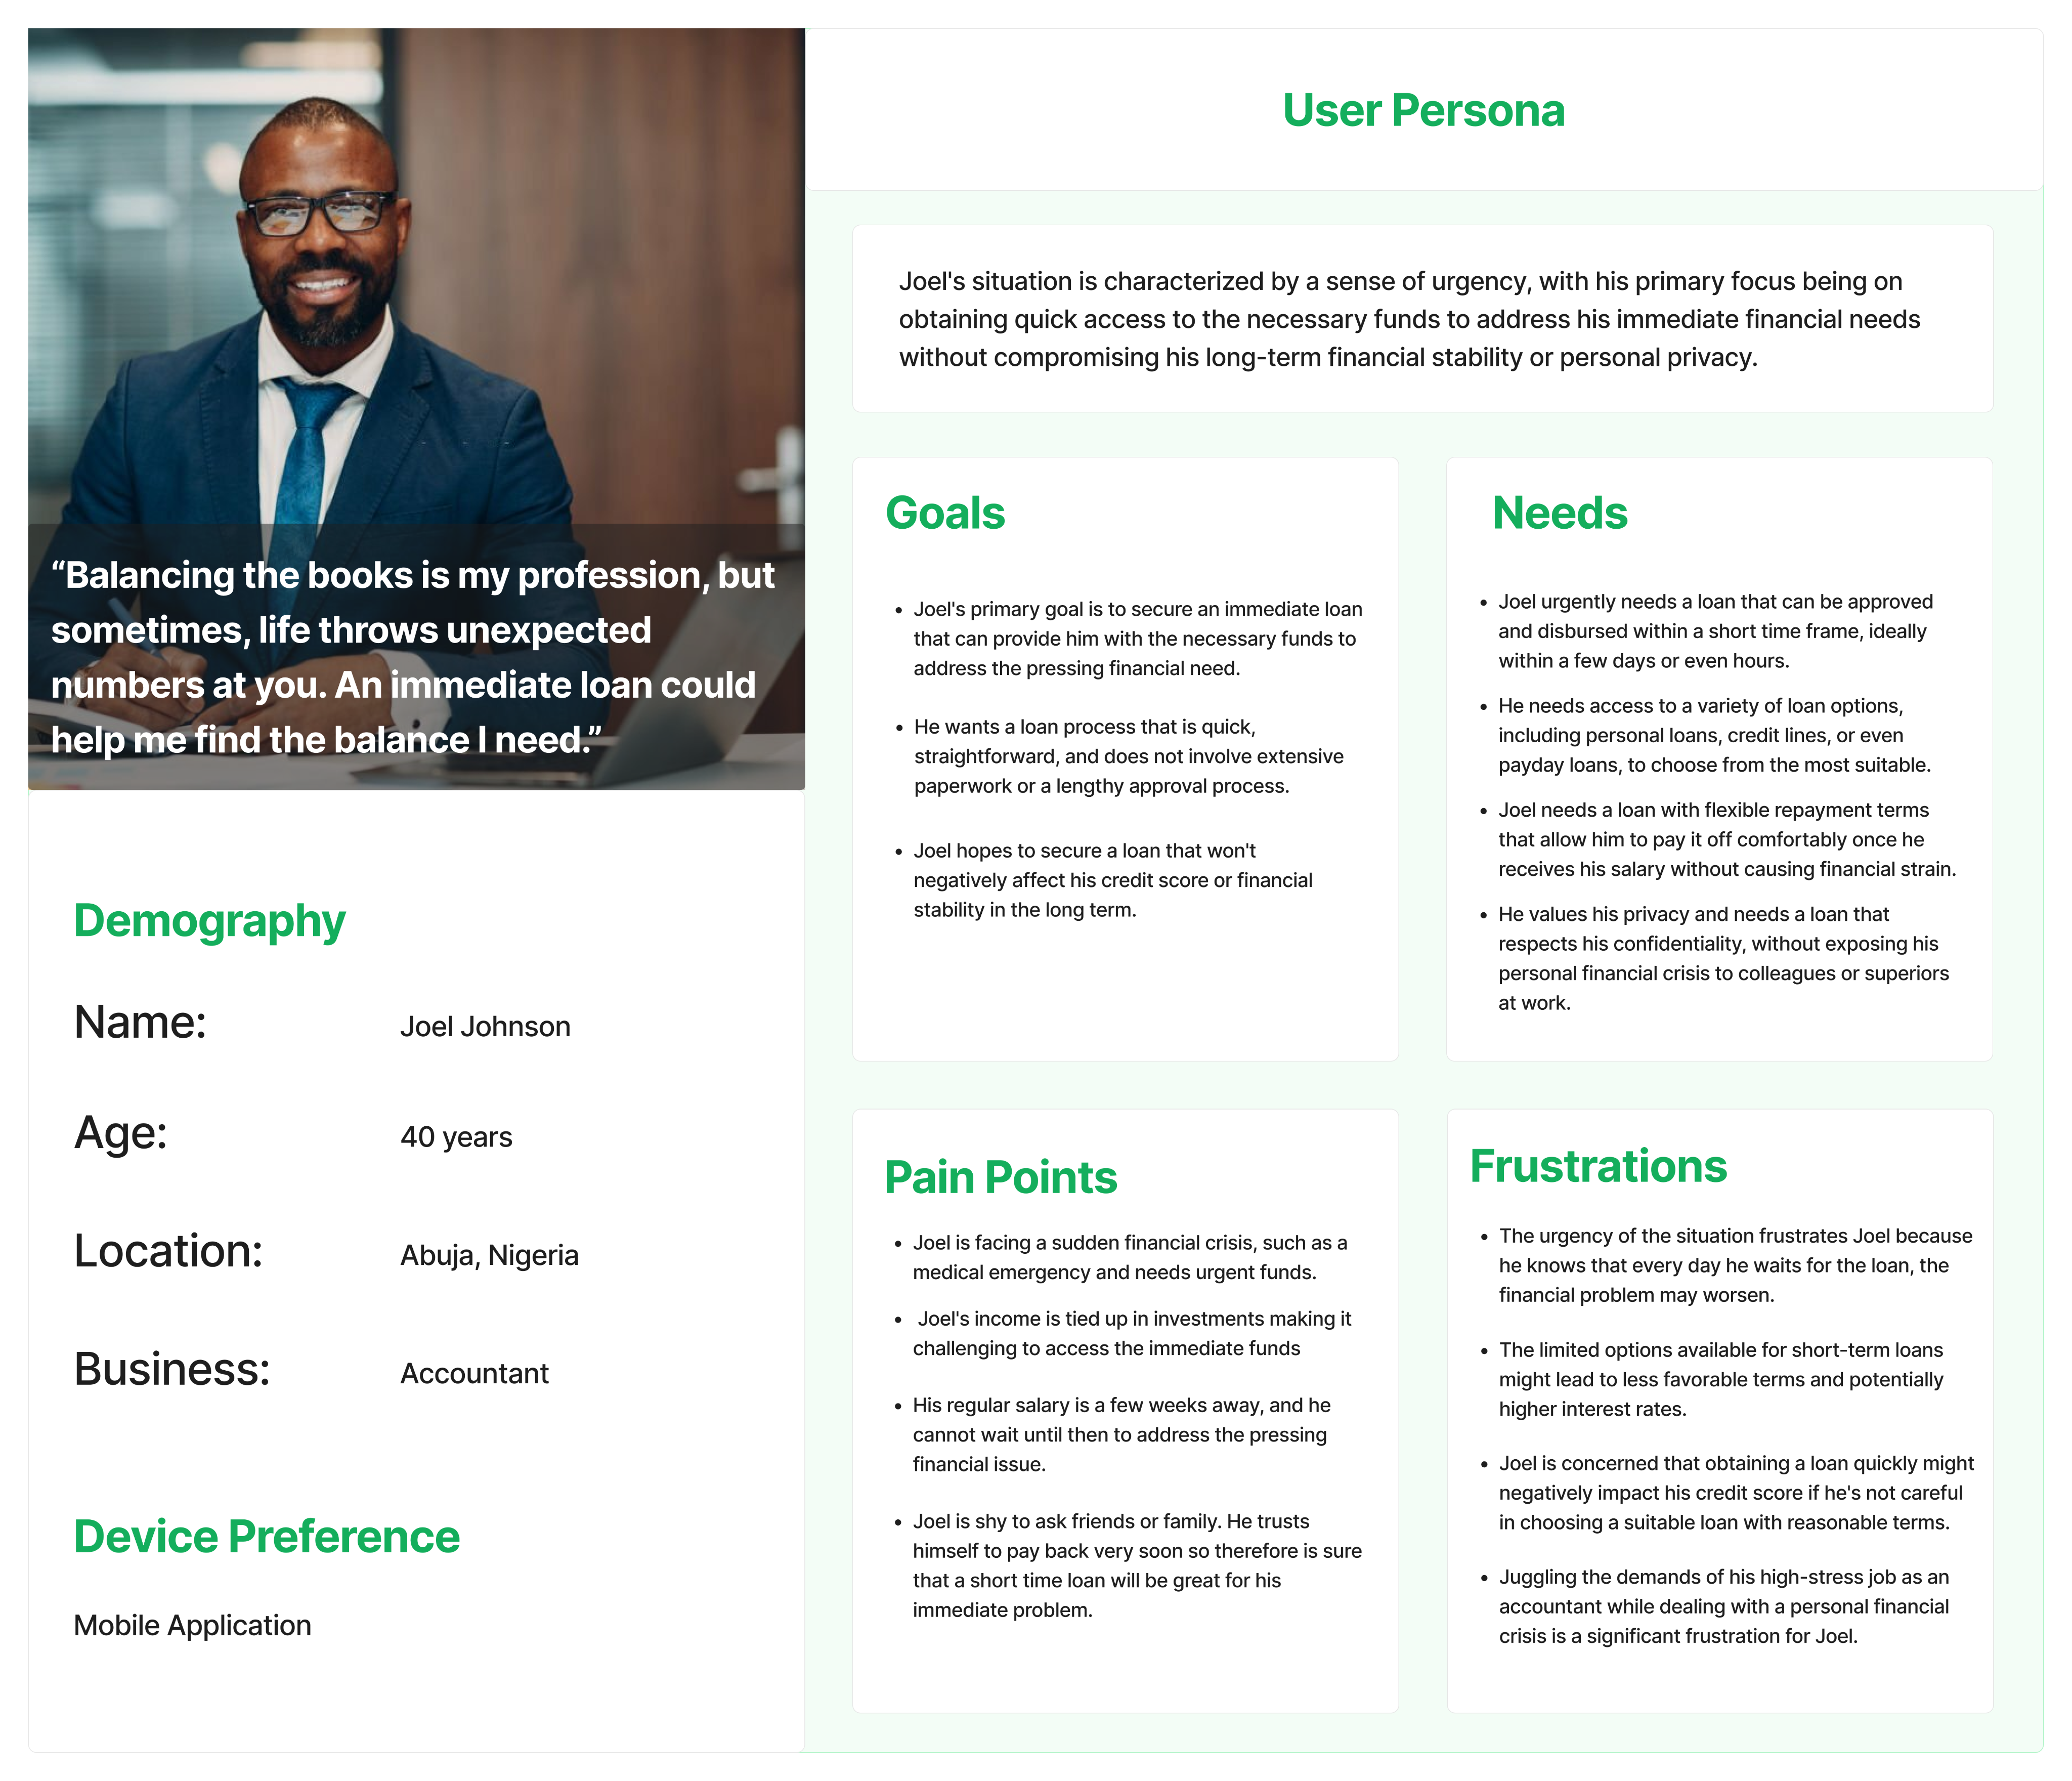 “Balancing the books is my profession, but
sometimes, life throws unexpected
numbers at you. An immediate loan could
help me find the balance I need.”
Demography
Name: Joel Johnson
Age: 40 years
Location: Abuja, Nigeria
Business: Accountant
Device Preference
Mobile Application
User Persona
Joel's situation is characterized by a sense of urgency, with his primary focus being on
obtaining quick access to the necessary funds to address his immediate financial needs
without compromising his long-term financial stability or personal privacy.
Goals
• Joel's primary goal is to secure an immediate loan
that can provide him with the necessary funds to
address the pressing financial need.
• He wants a loan process that is quick,
straightforward, and does not involve extensive
paperwork or a lengthy approval process.
• Joel hopes to secure a loan that won't
negatively affect his credit score or financial
stability in the long term.
Needs
• Joel urgently needs a loan that can be approved
and disbursed within a short time frame, ideally
within a few days or even hours.
• He needs access to a variety of loan options,
including personal loans, credit lines, or even
payday loans, to choose from the most suitable.
• Joel needs a loan with flexible repayment terms
that allow him to pay it off comfortably once he
receives his salary without causing financial strain.
• He values his privacy and needs a loan that
respects his confidentiality, without exposing his
personal financial crisis to colleagues or superiors
at work.
Pain Points
• Joel is facing a sudden financial crisis, such as a
medical emergency and needs urgent funds.
• Joel's income is tied up in investments making it
challenging to access the immediate funds
• His regular salary is a few weeks away, and he
cannot wait until then to address the pressing
financial issue.
• Joel is shy to ask friends or family. He trusts
himself to pay back very soon so therefore is sure
that a short time loan will be great for his
immediate problem.
Frustrations
• The urgency of the situation frustrates Joel because
he knows that every day he waits for the loan, the
financial problem may worsen.
• The limited options available for short-term loans
might lead to less favorable terms and potentially
higher interest rates.
• Joel is concerned that obtaining a loan quickly might
negatively impact his credit score if he's not careful
in choosing a suitable loan with reasonable terms.
• Juggling the demands of his high-stress job as an
accountant while dealing with a personal financial
crisis is a significant frustration for Joel.